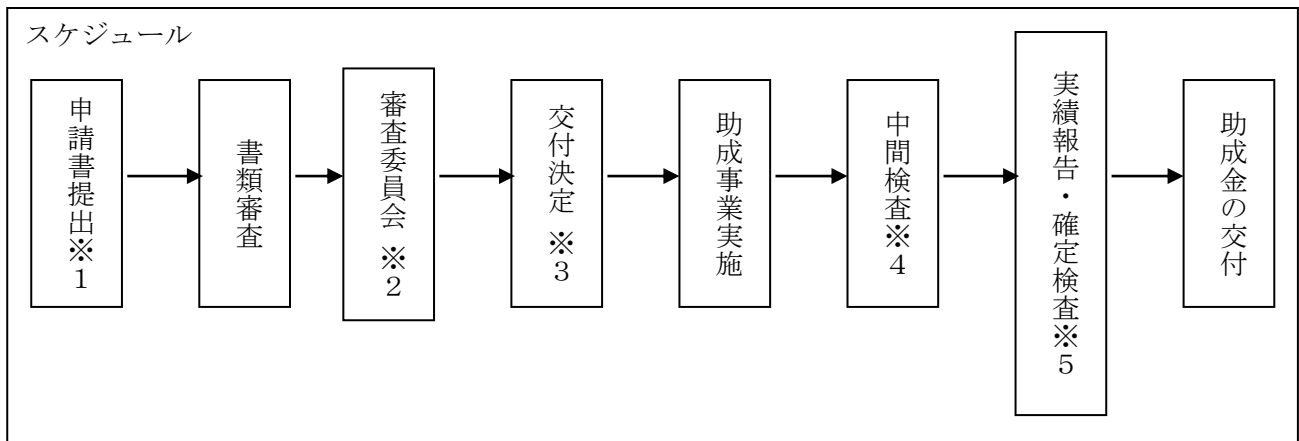 スケジュール
申請書提出※1
書類審査
審査委員会 ※2
交付決定 ※3
助成事業実施
中間検査※4
実績報告・確定検査※5
助成金の交付